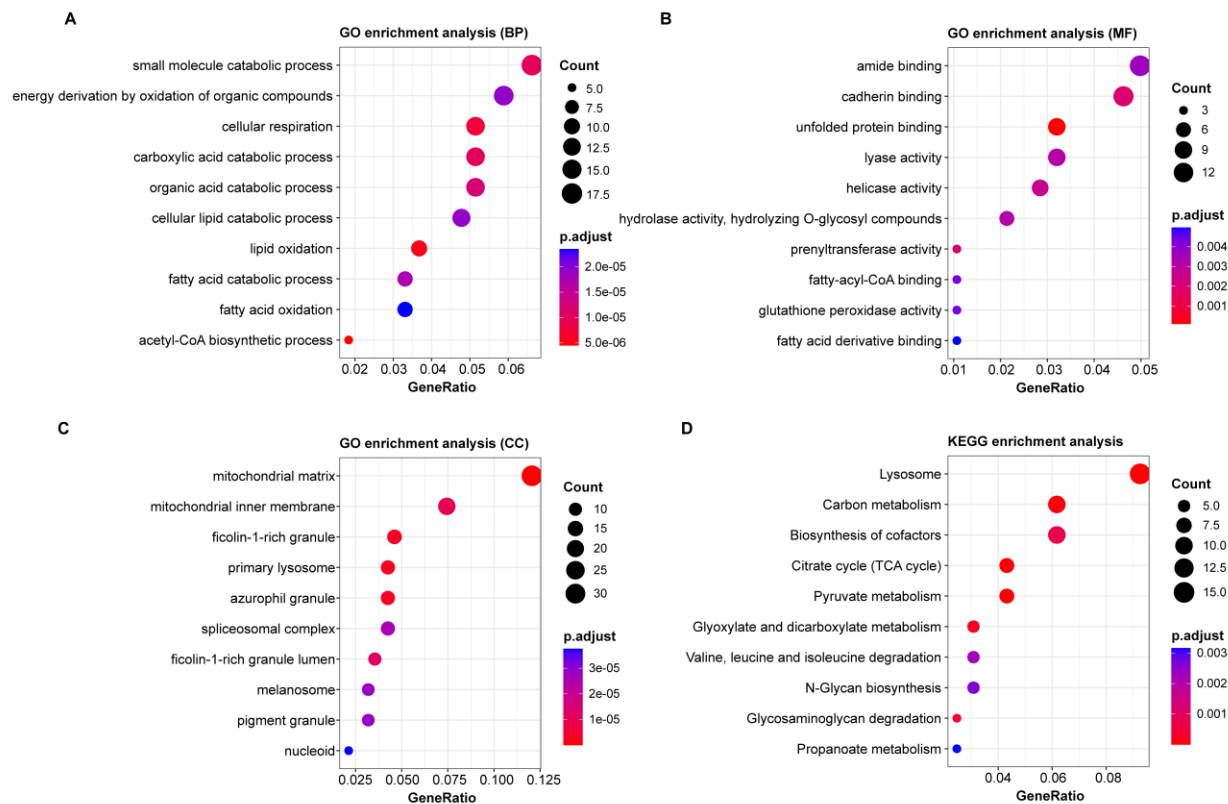 A
GO enrichment analysis (BP)
small molecule catabolic process
energy derivation by oxidation of organic compounds
cellular respiration
carboxylic acid catabolic process
organic acid catabolic process
cellular lipid catabolic process
lipid oxidation
fatty acid catabolic process
fatty acid oxidation
acetyl-CoA biosynthetic process
0.02 0.03 0.04 0.05 0.06
GeneRatio
Count
5.0
7.5
10.0
12.5
15.0
17.5
p.adjust
2.0e-05
1.5e-05
1.0e-05
5.0e-06
B
GO enrichment analysis (MF)
amide binding
cadherin binding
unfolded protein binding
lyase activity
helicase activity
hydrolase activity, hydrolyzing O-glycosyl compounds
prenyltransferase activity
fatty-acyl-CoA binding
glutathione peroxidase activity
fatty acid derivative binding
0.01 0.02 0.03 0.04 0.05
GeneRatio
Count
3
6
9
12
p.adjust
0.004
0.003
0.002
0.001
C
GO enrichment analysis (CC)
mitochondrial matrix
mitochondrial inner membrane
ficolin-1-rich granule
primary lysosome
azurophil granule
spliceosomal complex
ficolin-1-rich granule lumen
melanosome
pigment granule
nucleoid
0.025 0.050 0.075 0.100 0.125
GeneRatio
Count
10
15
20
25
30
p.adjust
3e-05
2e-05
1e-05
D
KEGG enrichment analysis
Lysosome
Carbon metabolism
Biosynthesis of cofactors
Citrate cycle (TCA cycle)
Pyruvate metabolism
Glyoxylate and dicarboxylate metabolism
Valine, leucine and isoleucine degradation
N-Glycan biosynthesis
Glycosaminoglycan degradation
Propanoate metabolism
0.04 0.06 0.08
GeneRatio
Count
5.0
7.5
10.0
12.5
15.0
p.adjust
0.003
0.002
0.001